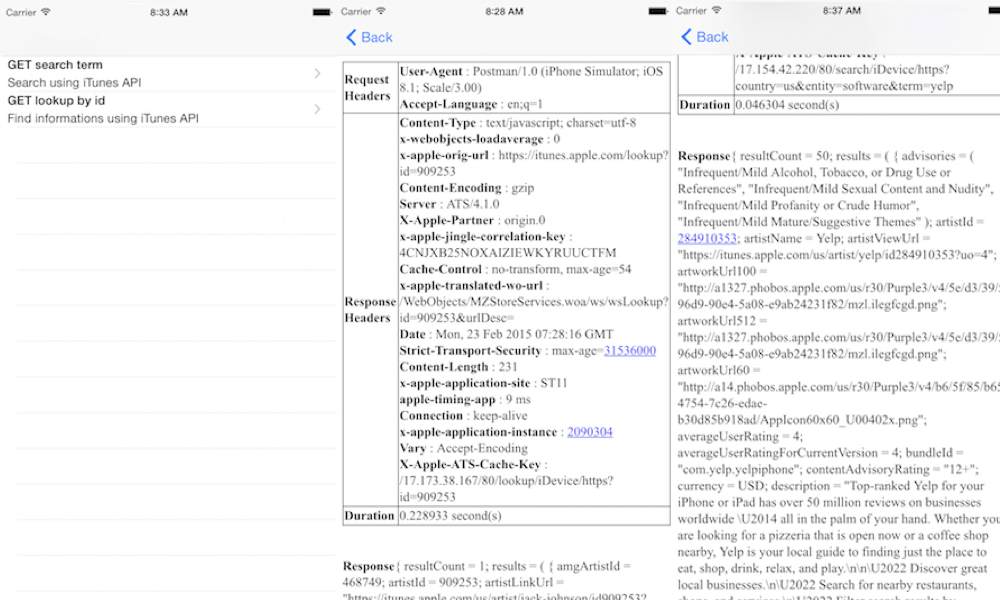 Carrier 8:33 AM
GET search term
Search using iTunes API
GET lookup by id
Find informations using iTunes API
Carrier 8:28 AM
Back
Request Headers
User-Agent : Postman/1.0 (iPhone Simulator; iOS
8.1; Scale/3.00)
Accept-Language : en;q=1
Response Headers
Content-Type : text/javascript; charset=utf-8
x-webobjects-loadaverage : 0
x-apple-orig-url : https://itunes.apple.com/lookup?
id=909253
Content-Encoding : gzip
Server : ATS/4.1.0
X-Apple-Partner : origin.0
x-apple-jingle-correlation-key :
4CNJXB25NOXAIZIEWKYRUUCTFM
Cache-Control : no-transform, max-age=54
x-apple-translated-wo-url :
/WebObjects/MZStoreServices.woa/ws/wsLookup?
id=909253&urlDesc=
Date : Mon, 23 Feb 2015 07:28:16 GMT
Strict-Transport-Security : max-age=31536000
Content-Length : 231
x-apple-application-site : ST11
apple-timing-app : 9 ms
Connection : keep-alive
x-apple-application-instance : 2090304
Vary : Accept-Encoding
X-Apple-ATS-Cache-Key :
/17.173.38.167/80/lookup/iDevice/https?
id=909253
Duration 0.228933 second(s)
Response{ resultCount = 1; results = ( { amgArtistId =
468749; artistId = 909253; artistLinkUrl =
"https://itunes.apple.com/us/artist/jack-johnson/id909253?
Carrier 8:37 AM
Back
X-Apple-ATS-Cache-Key :
/17.154.42.220/80/search/iDevice/https?
country=us&entity=software&term=yelp
Duration 0.046304 second(s)
Response{ resultCount = 50; results = ( { advisories = (
"Infrequent/Mild Alcohol, Tobacco, or Drug Use or
References", "Infrequent/Mild Sexual Content and Nudity",
"Infrequent/Mild Profanity or Crude Humor",
"Infrequent/Mild Mature/Suggestive Themes" ); artistId =
284910353; artistName = Yelp; artistViewUrl =
"https://itunes.apple.com/us/artist/yelp/id284910353?uo=4";
artworkUrl100 =
"http://a1327.phobos.apple.com/us/r30/Purple3/v4/5e/d3/39/
96d9-90e4-5a08-e9ab24231f82/mzl.ilegfcgd.png";
artworkUrl512 =
"http://a1327.phobos.apple.com/us/r30/Purple3/v4/5e/d3/39/
96d9-90e4-5a08-e9ab24231f82/mzl.ilegfcgd.png";
artworkUrl60 =
"http://a14.phobos.apple.com/us/r30/Purple3/v4/b6/5f/85/b65
4754-7c26-edae-
b30d85b918ad/AppIcon60x60_U00402x.png";
averageUserRating = 4;
averageUserRatingForCurrentVersion = 4; bundleId =
"com.yelp.yelpiphone"; contentAdvisoryRating = "12+";
currency = USD; description = "Top-ranked Yelp for your
iPhone or iPad has over 50 million reviews on businesses
worldwide \U2014 all in the palm of your hand. Whether you
are looking for a pizzeria that is open now or a coffee shop
nearby, Yelp is your local guide to finding just the place to
eat, shop, drink, relax, and play.\n\n\U2022 Discover great
local businesses.\n\U2022 Search for nearby restaurants,